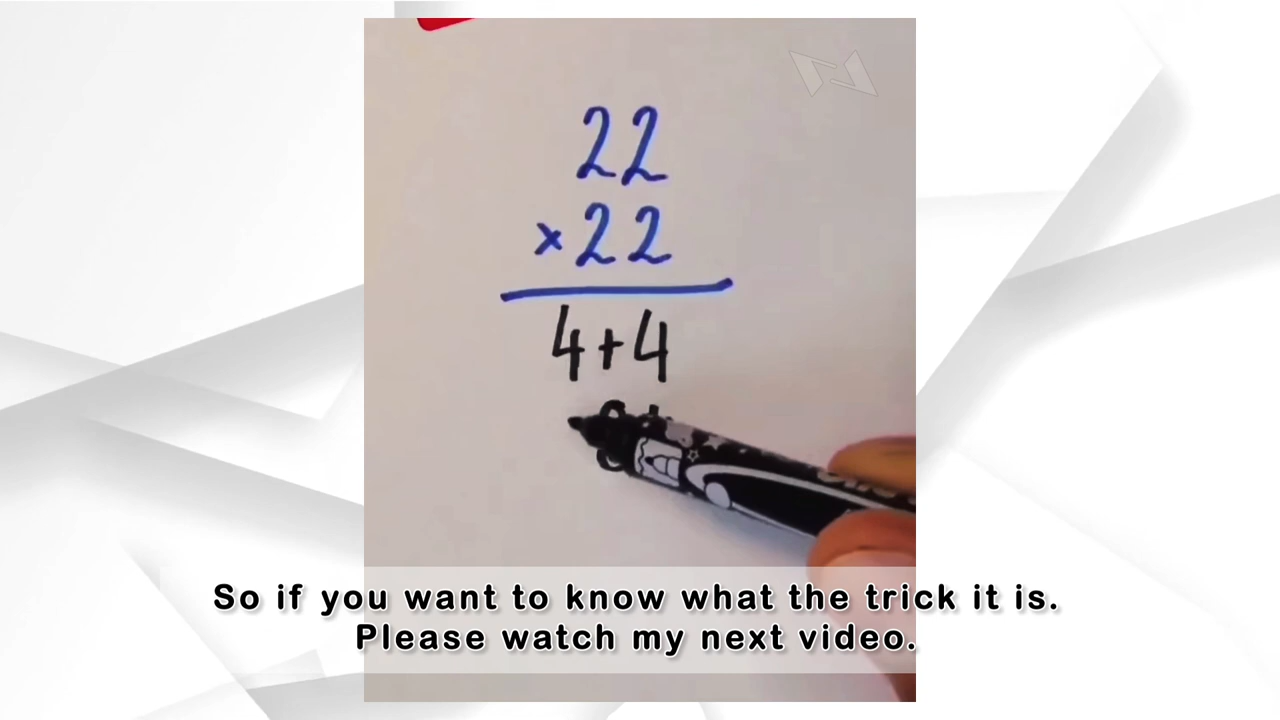 22
×22
4+4
So if you want to know what the trick it is.
Please watch my next video.